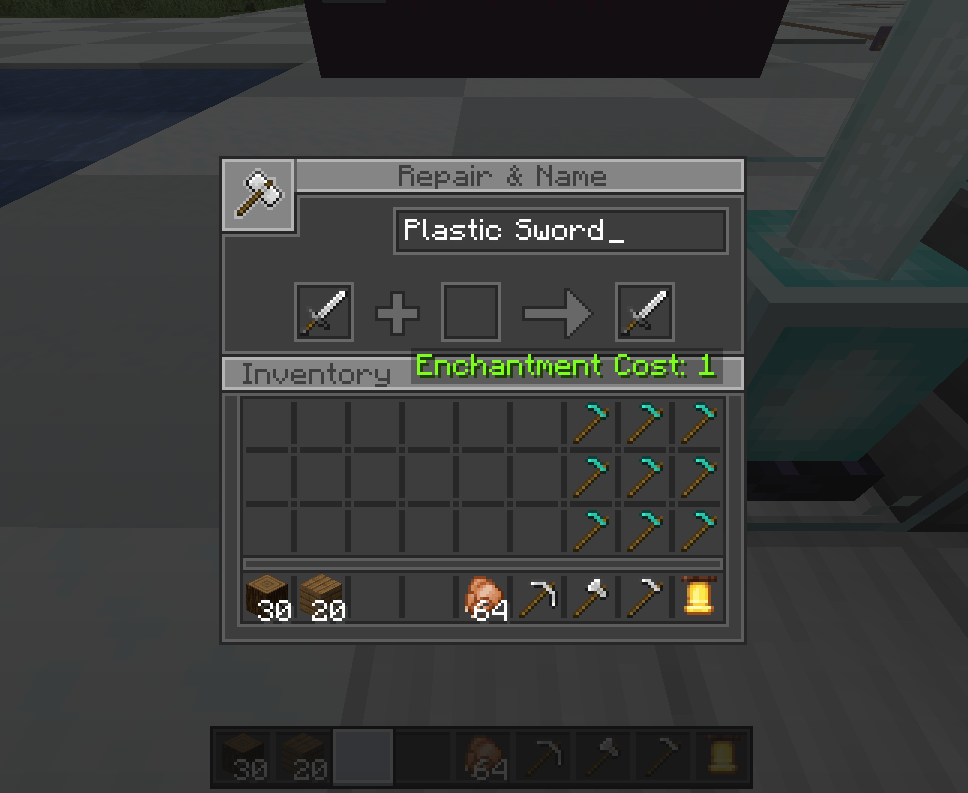 Repair & Name
Plastic Sword_
Enchantment Cost: 1
Inventory
30 20 64
30 20 64